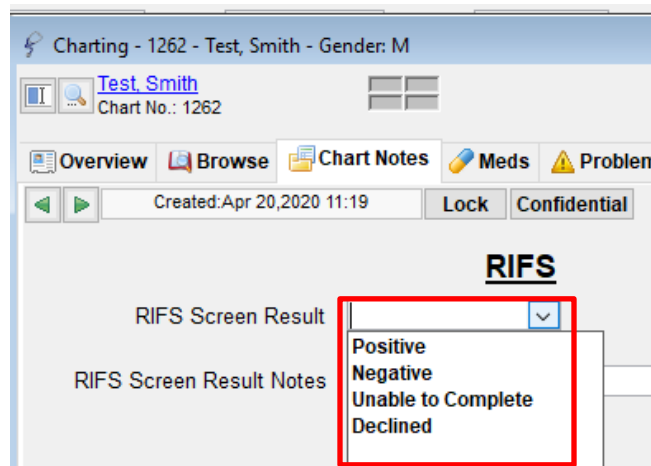 Charting - 1262 - Test, Smith - Gender: M
Test, Smith
Chart No.: 1262
Overview Browse Chart Notes Meds Problem
Created:Apr 20,2020 11:19 Lock Confidential
RIFS
RIFS Screen Result
Positive
RIFS Screen Result Notes Negative
Unable to Complete
Declined